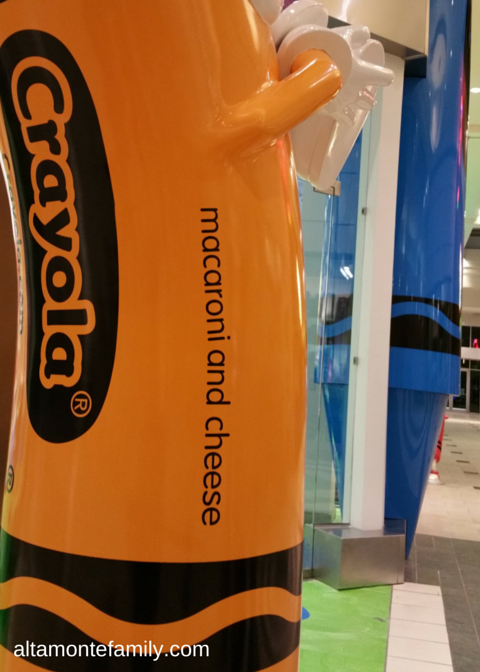 Crayola®
macaroni and cheese
®
altamontefamily.com